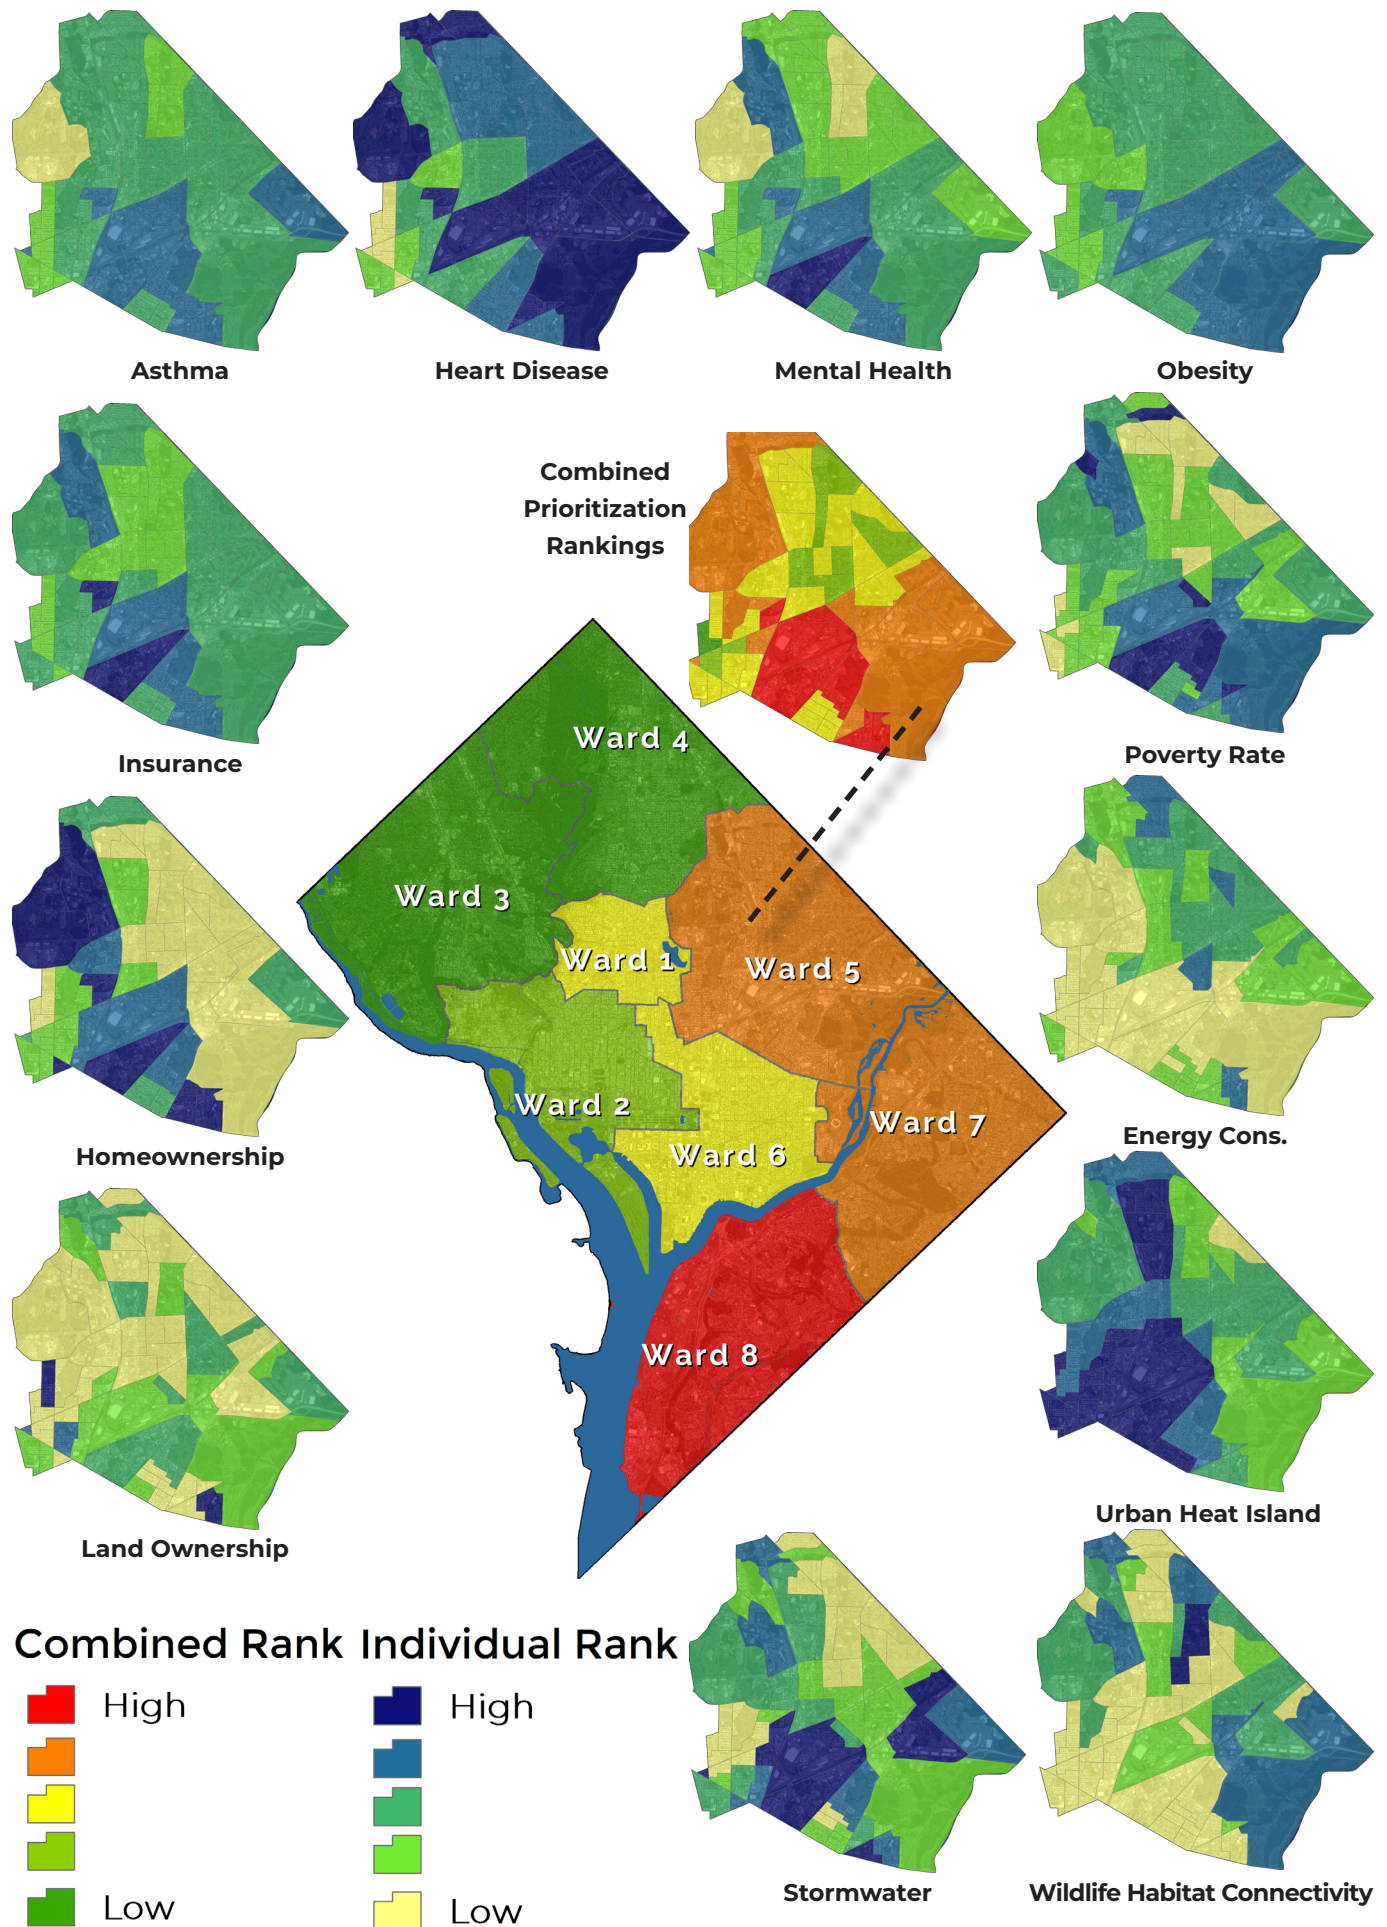 Asthma
Heart Disease
Mental Health
Obesity
Combined
Prioritization
Rankings
Insurance
Poverty Rate
Ward 4
Ward 3
Ward 1
Ward 5
Ward 2
Ward 7
Ward 6
Ward 8
Homeownership
Energy Cons.
Land Ownership
Urban Heat Island
Combined Rank
High
Low
Individual Rank
High
Low
Stormwater
Wildlife Habitat Connectivity